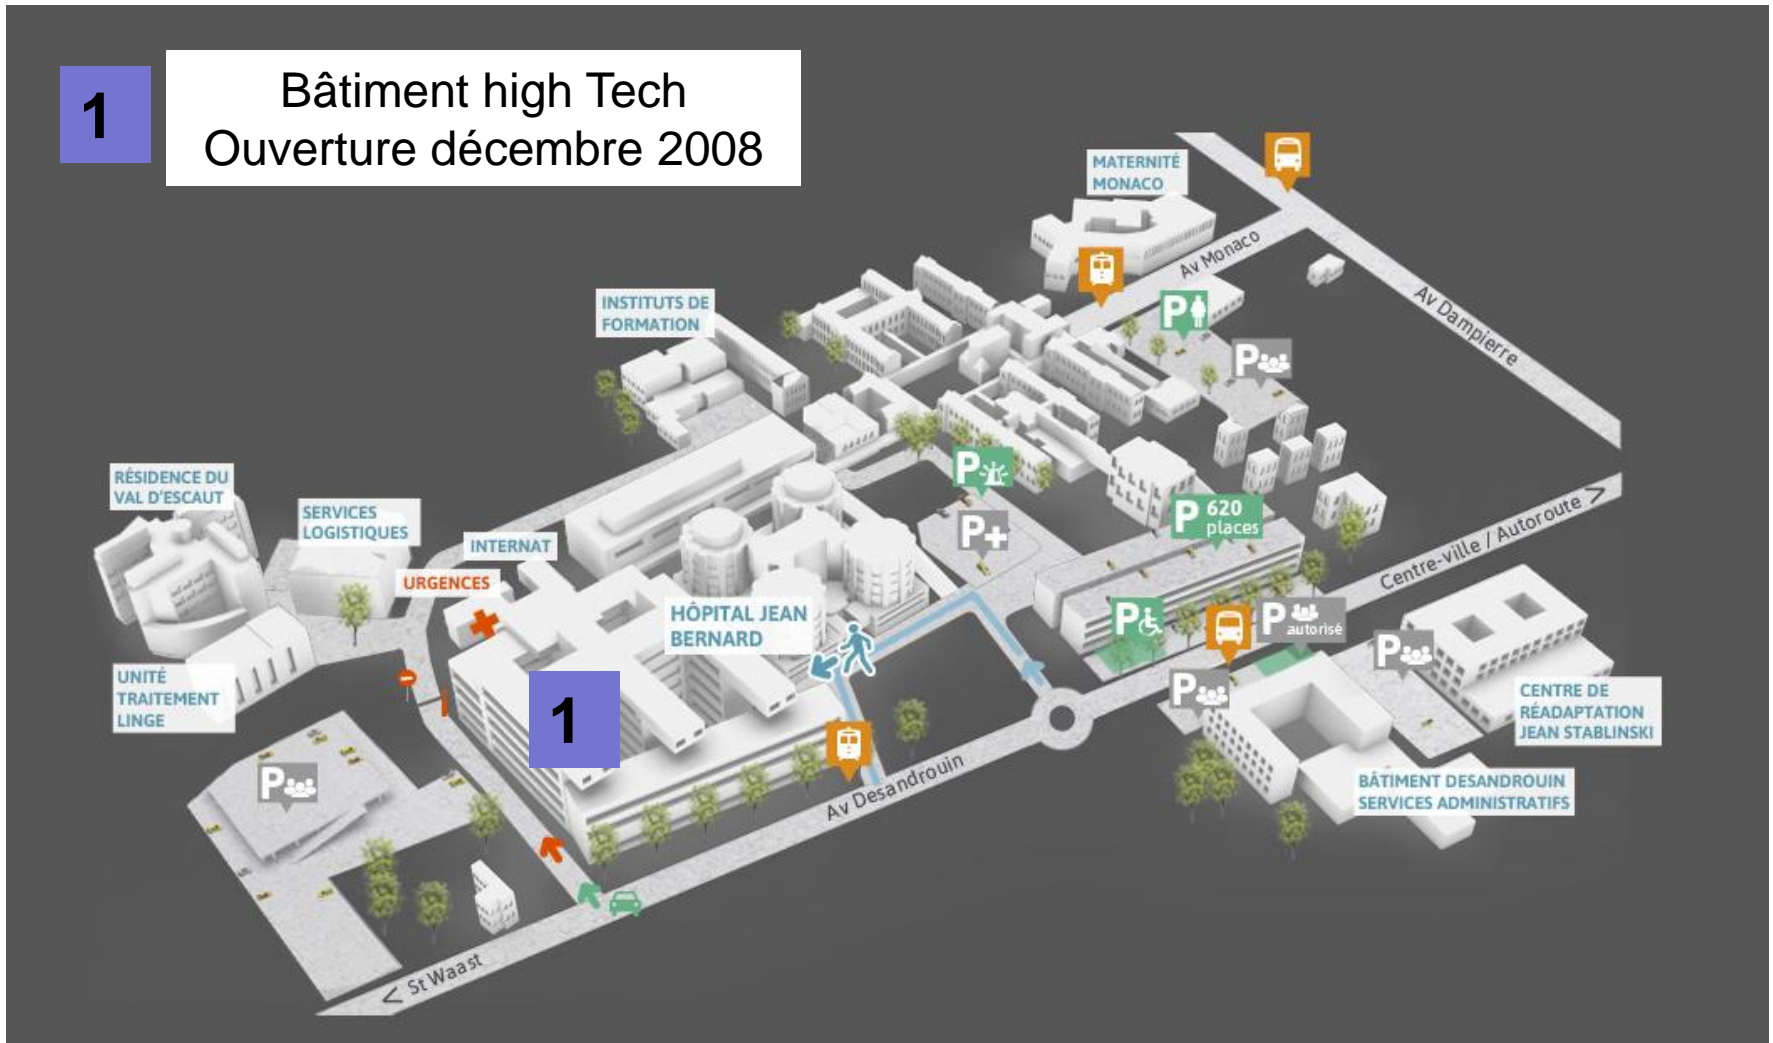 1
Bâtiment high Tech
Ouverture décembre 2008
MATERNITÉ
MONACO
Av Monaco
Av Dampierre
INSTITUTS DE
FORMATION
P
P
RÉSIDENCE DU
VAL D'ESCAUT
SERVICES
LOGISTIQUES
INTERNAT
URGENCES
P
P+
P 620
places
Centre-ville / Autoroute >
HÔPITAL JEAN
BERNARD
P
P
autorisé
P
P
UNITÉ
TRAITEMENT
LINGE
1
CENTRE DE
RÉADAPTATION
JEAN STABLINSKI
BÂTIMENT DESANDROUIN
SERVICES ADMINISTRATIFS
P
Av Desandrouin
< St Waast